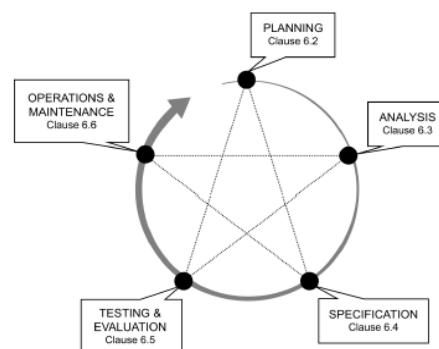 PLANNING
Clause 6.2
ANALYSIS
Clause 6.3
SPECIFICATION
Clause 6.4
TESTING &
EVALUATION
Clause 6.5
OPERATIONS &
MAINTENANCE
Clause 6.6